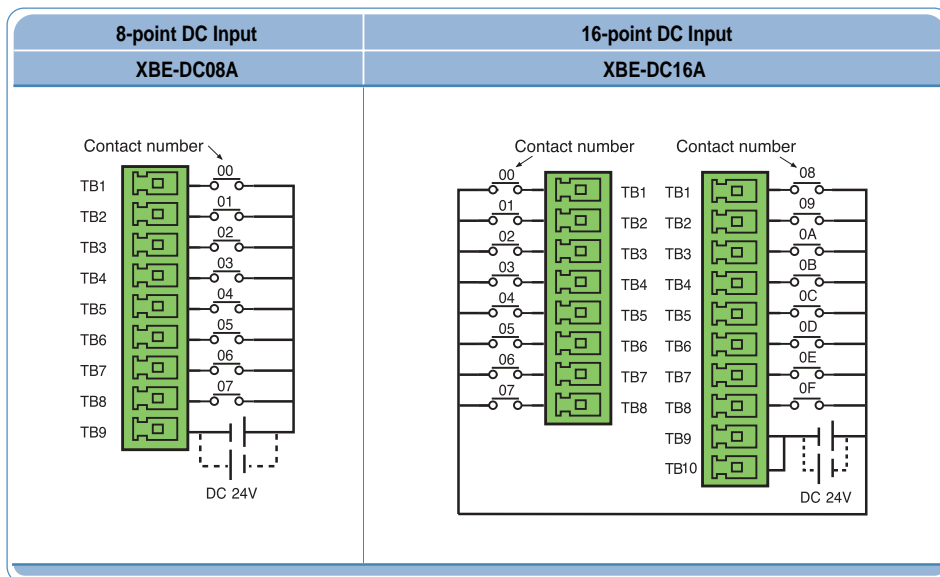 8-point DC Input
16-point DC Input
XBE-DC08A
XBE-DC16A
Contact number
TB1 00
TB2 01
TB3 02
TB4 03
TB5 04
TB6 05
TB7 06
TB8 07
TB9
DC 24V
Contact number
00 TB1
01 TB2
02 TB3
03 TB4
04 TB5
05 TB6
06 TB7
07 TB8
Contact number
TB1 08
TB2 09
TB3 0A
TB4 0B
TB5 0C
TB6 0D
TB7 0E
TB8 0F
TB9
TB10
DC 24V